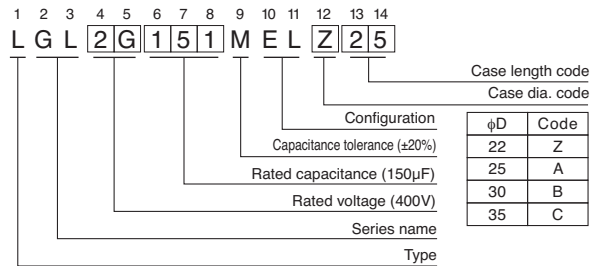 1 2 3 4 5 6 7 8 9 10 11 12 13 14
L G L 2 G 1 5 1 M E L Z 2 5
Case length code
Case dia. code
Configuration
Capacitance tolerance (±20%)
Rated capacitance (150µF)
Rated voltage (400V)
Series name
Type
ϕD Code
22 Z
25 A
30 B
35 C